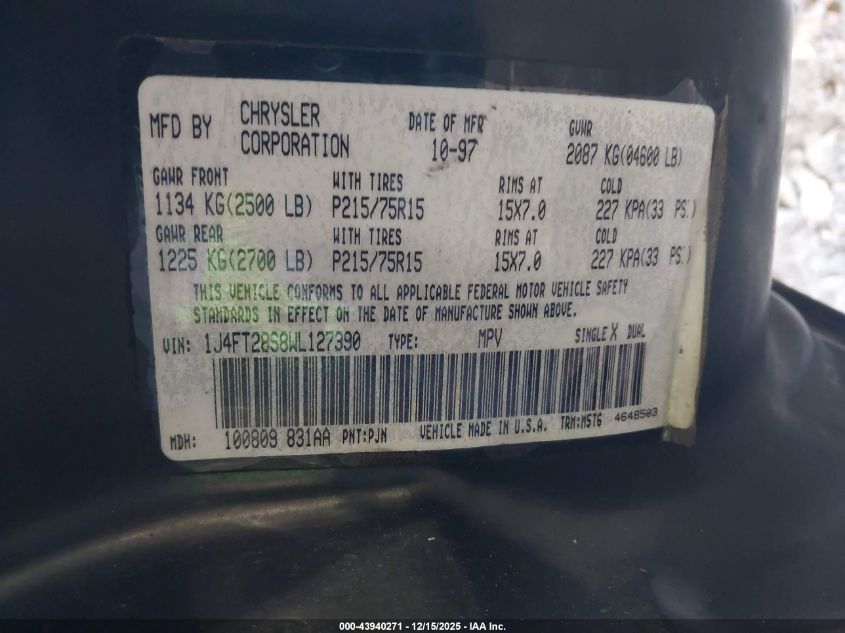 MFD BY CHRYSLER CORPORATION DATE OF MFR 10-97 GVWR 2087 KG(04600 LB)
GAWR FRONT WITH TIRES RIMS AT COLD
1134 KG(2500 LB) P215/75R15 15X7.0 227 KPA(33 PSI)
GAWR REAR WITH TIRES RIMS AT COLD
1225 KG(2700 LB) P215/75R15 15X7.0 227 KPA(33 PSI)
THIS VEHICLE CONFORMS TO ALL APPLICABLE FEDERAL MOTOR VEHICLE SAFETY
STANDARDS IN EFFECT ON THE DATE OF MANUFACTURE SHOWN ABOVE.
VIN: 1J4FT28S8WL127390 TYPE: MPV SINGLE X DUAL
MDH: 100809 831AA PNT:PJN VEHICLE MADE IN U.S.A. TRM:M5TG 4648503
000-43940271 - 12/15/2025 - IAA Inc.